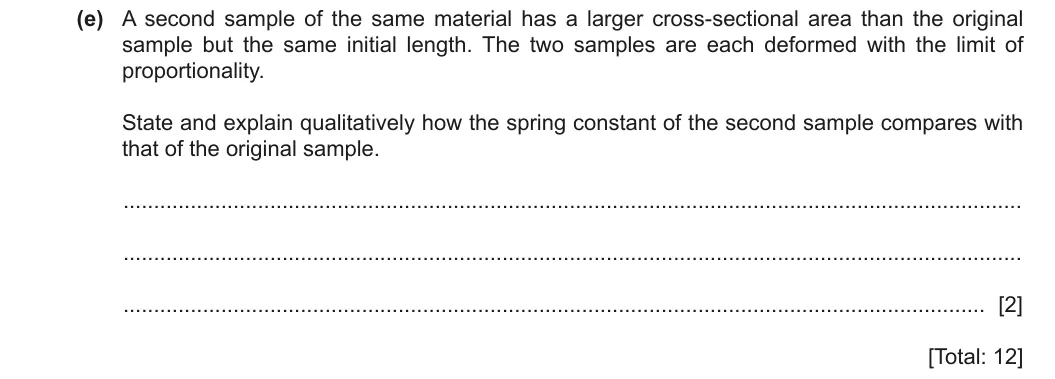 (e) A second sample of the same material has a larger cross-sectional area than the original
sample but the same initial length. The two samples are each deformed with the limit of
proportionality.
State and explain qualitatively how the spring constant of the second sample compares with
that of the original sample.
..........................................................................................................................................
..........................................................................................................................................
.................................................................................................................................... [2]
[Total: 12]